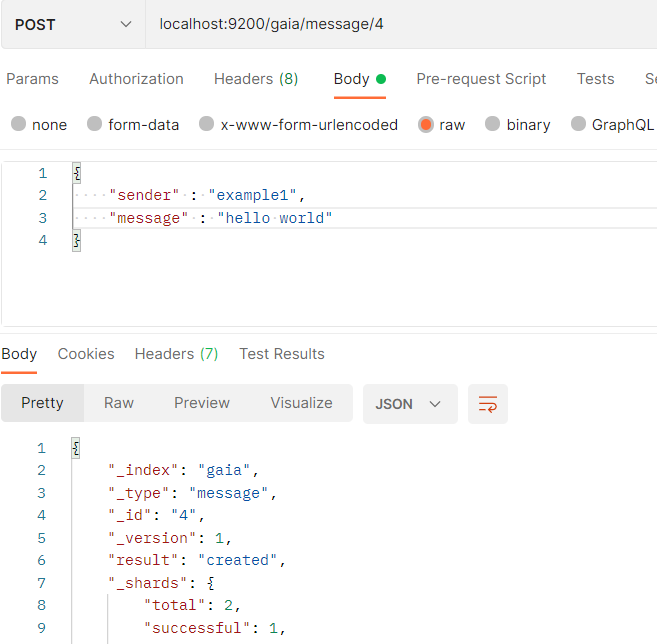 POST localhost:9200/gaia/message/4
Params Authorization Headers (8) Body Pre-request Script Tests
none form-data x-www-form-urlencoded raw binary GraphQL
1 {
2 "sender" : "example1",
3 "message" : "hello world"
4 }
Body Cookies Headers (7) Test Results
Pretty Raw Preview Visualize JSON
1 {
2 "_index": "gaia",
3 "_type": "message",
4 "_id": "4",
5 "_version": 1,
6 "result": "created",
7 "_shards": {
8 "total": 2,
9 "successful": 1,